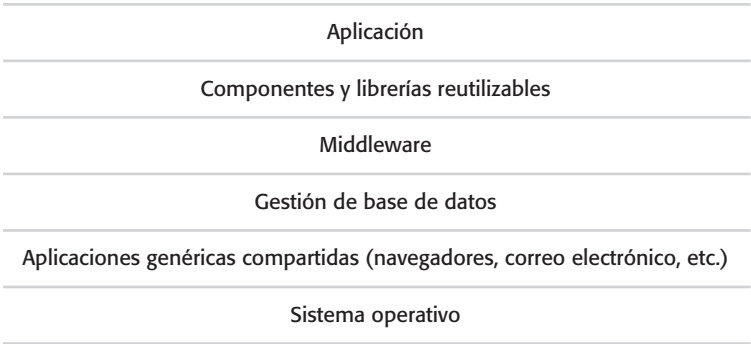 Aplicación
Componentes y librerías reutilizables
Middleware
Gestión de base de datos
Aplicaciones genéricas compartidas (navegadores, correo electrónico, etc.)
Sistema operativo